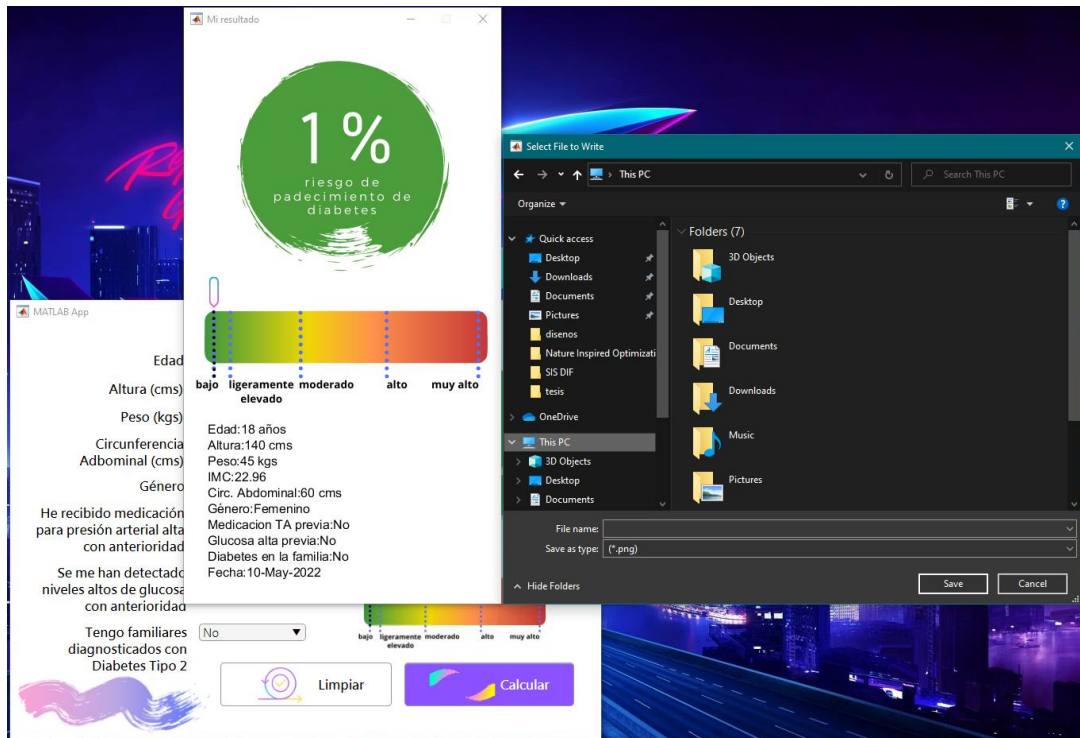 Mi resultado
1 %
riesgo de
padecimiento de
diabetes
bajo ligeramente moderado alto muy alto
elevado
Edad:18 años
Altura:140 cms
Peso:45 kgs
IMC:22.96
Circ. Abdominal:60 cms
Género:Femenino
Medicacion TA previa:No
Glucosa alta previa:No
Diabetes en la familia:No
Fecha:10-May-2022
MATLAB App
Edad
Altura (cms)
Peso (kgs)
Circunferencia
Adbominal (cms)
Género
He recibido medicación
para presión arterial alta
con anterioridad
Se me han detectado
niveles altos de glucosa
con anterioridad
Tengo familiares
diagnosticados con
Diabetes Tipo 2
No
bajo ligeramente moderado alto muy alto
elevado
Limpiar
Calcular
Select File to Write
This PC
Search This PC
Organize
Quick access
Desktop
Downloads
Documents
Pictures
disenos
Nature Inspired Optimizati
SIS DIF
tesis
OneDrive
This PC
3D Objects
Desktop
Documents
Folders (7)
3D Objects
Desktop
Documents
Downloads
Music
Pictures
File name:
Save as type: (*.png)
Hide Folders
Save
Cancel